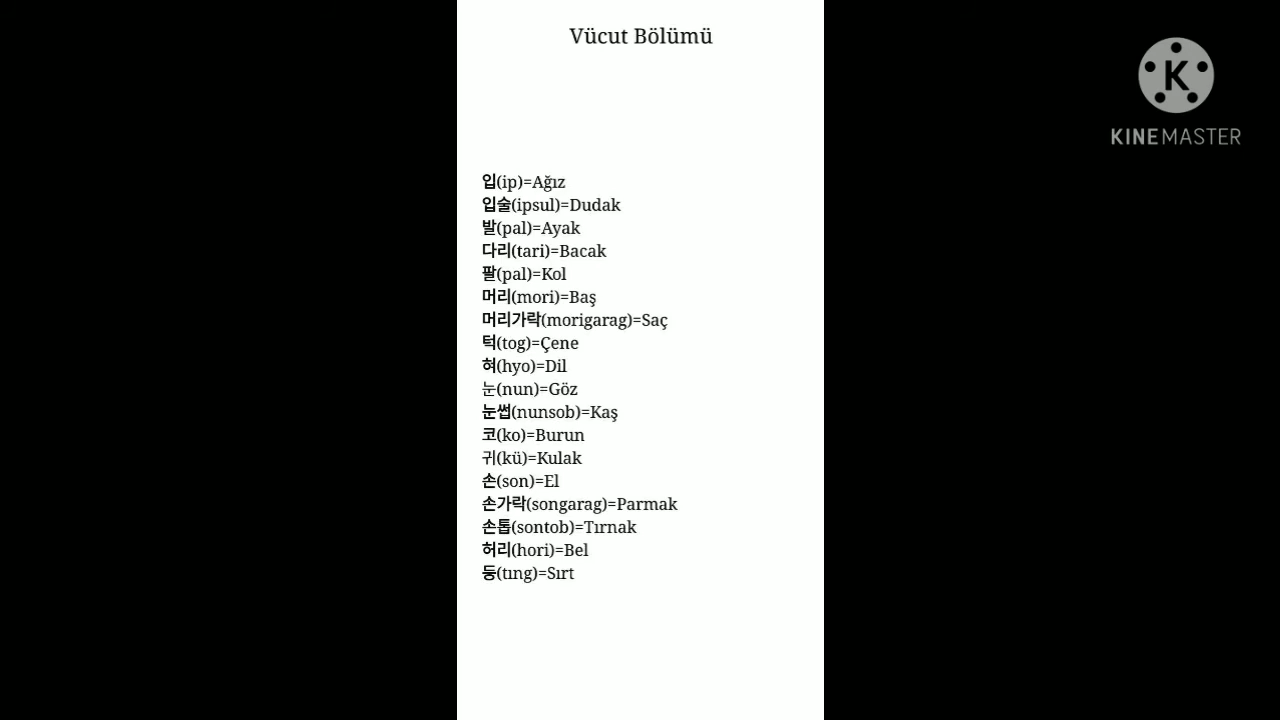 Vücut Bölümü
KINEMASTER
입(ip)=Ağız
입술(ipsul)=Dudak
발(pal)=Ayak
다리(tari)=Bacak
팔(pal)=Kol
머리(mori)=Baş
머리가락(morigarag)=Saç
턱(tog)=Çene
혀(hyo)=Dil
눈(nun)=Göz
눈썹(nunsob)=Kaş
코(ko)=Burun
귀(kü)=Kulak
손(son)=El
손가락(songarag)=Parmak
손톱(sontob)=Tırnak
허리(hori)=Bel
등(tıng)=Sırt